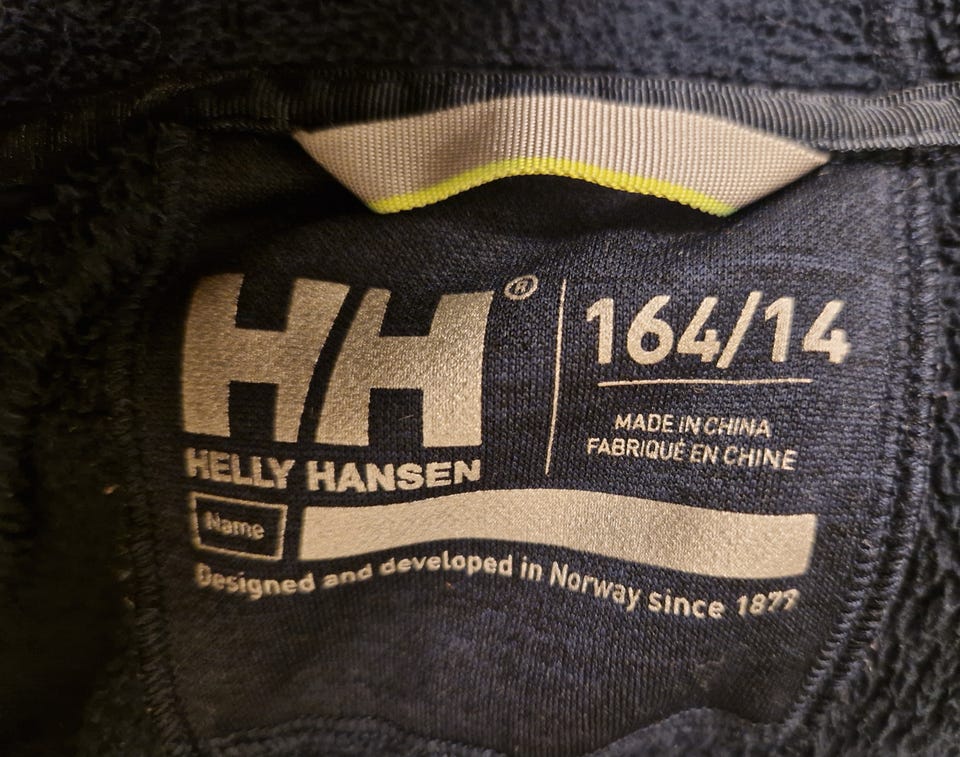 HH®
HELLY HANSEN
164/14
MADE IN CHINA
FABRIQUÉ EN CHINE
Name
Designed and developed in Norway since 1877